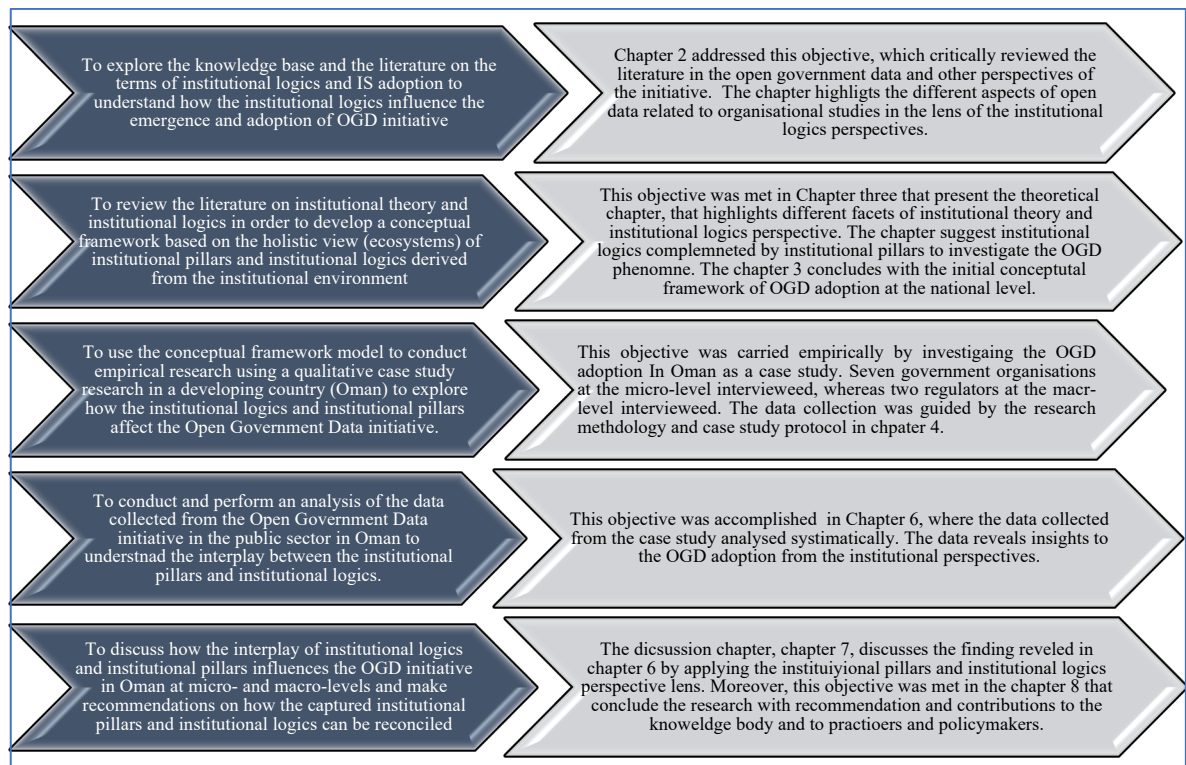 To explore the knowledge base and the literature on the
terms of institutional logics and IS adoption to
understand how the institutional logics influence the
emergence and adoption of OGD initiative
Chapter 2 addressed this objective, which critically reviewed the
literature in the open government data and other perspectives of
the initiative. The chapter highligts the different aspects of open
data related to organisational studies in the lens of the institutional
logics perspectives.
To review the literature on institutional theory and
institutional logics in order to develop a conceptual
framework based on the holistic view (ecosystems) of
institutional pillars and institutional logics derived
from the institutional environment
This objective was met in Chapter three that present the theoretical
chapter, that highlights different facets of institutional theory and
institutional logics perspective. The chapter suggest institutional
logics complemneted by institutional pillars to investigate the OGD
phenomne. The chapter 3 concludes with the initial conceptutal
framework of OGD adoption at the national level.
To use the conceptual framework model to conduct
empirical research using a qualitative case study
research in a developing country (Oman) to explore
how the institutional logics and institutional pillars
affect the Open Government Data initiative.
This objective was carried empirically by investigaing the OGD
adoption In Oman as a case study. Seven government organisations
at the micro-level interviewed, whereas two regulators at the macr-
level intervieweed. The data collection was guided by the research
methdology and case study protocol in chpater 4.
To conduct and perform an analysis of the data
collected from the Open Government Data
initiative in the public sector in Oman to
understnad the interplay between the institutional
pillars and institutional logics.
This objective was accomplished in Chapter 6, where the data collected
from the case study analysed systimatically. The data reveals insights
to the OGD adoption from the institutional perspectives.
To discuss how the interplay of institutional logics
and institutional pillars influences the OGD initiative
in Oman at micro- and macro-levels and make
recommendations on how the captured institutional
pillars and institutional logics can be reconciled
The dicsussion chapter, chapter 7, discusses the finding reveled in
chapter 6 by applying the instituiyional pillars and institutional logics
perspective lens. Moreover, this objective was met in the chapter 8 that
conclude the research with recommendation and contributions to the
knoweldge body and to practioers and policymakers.